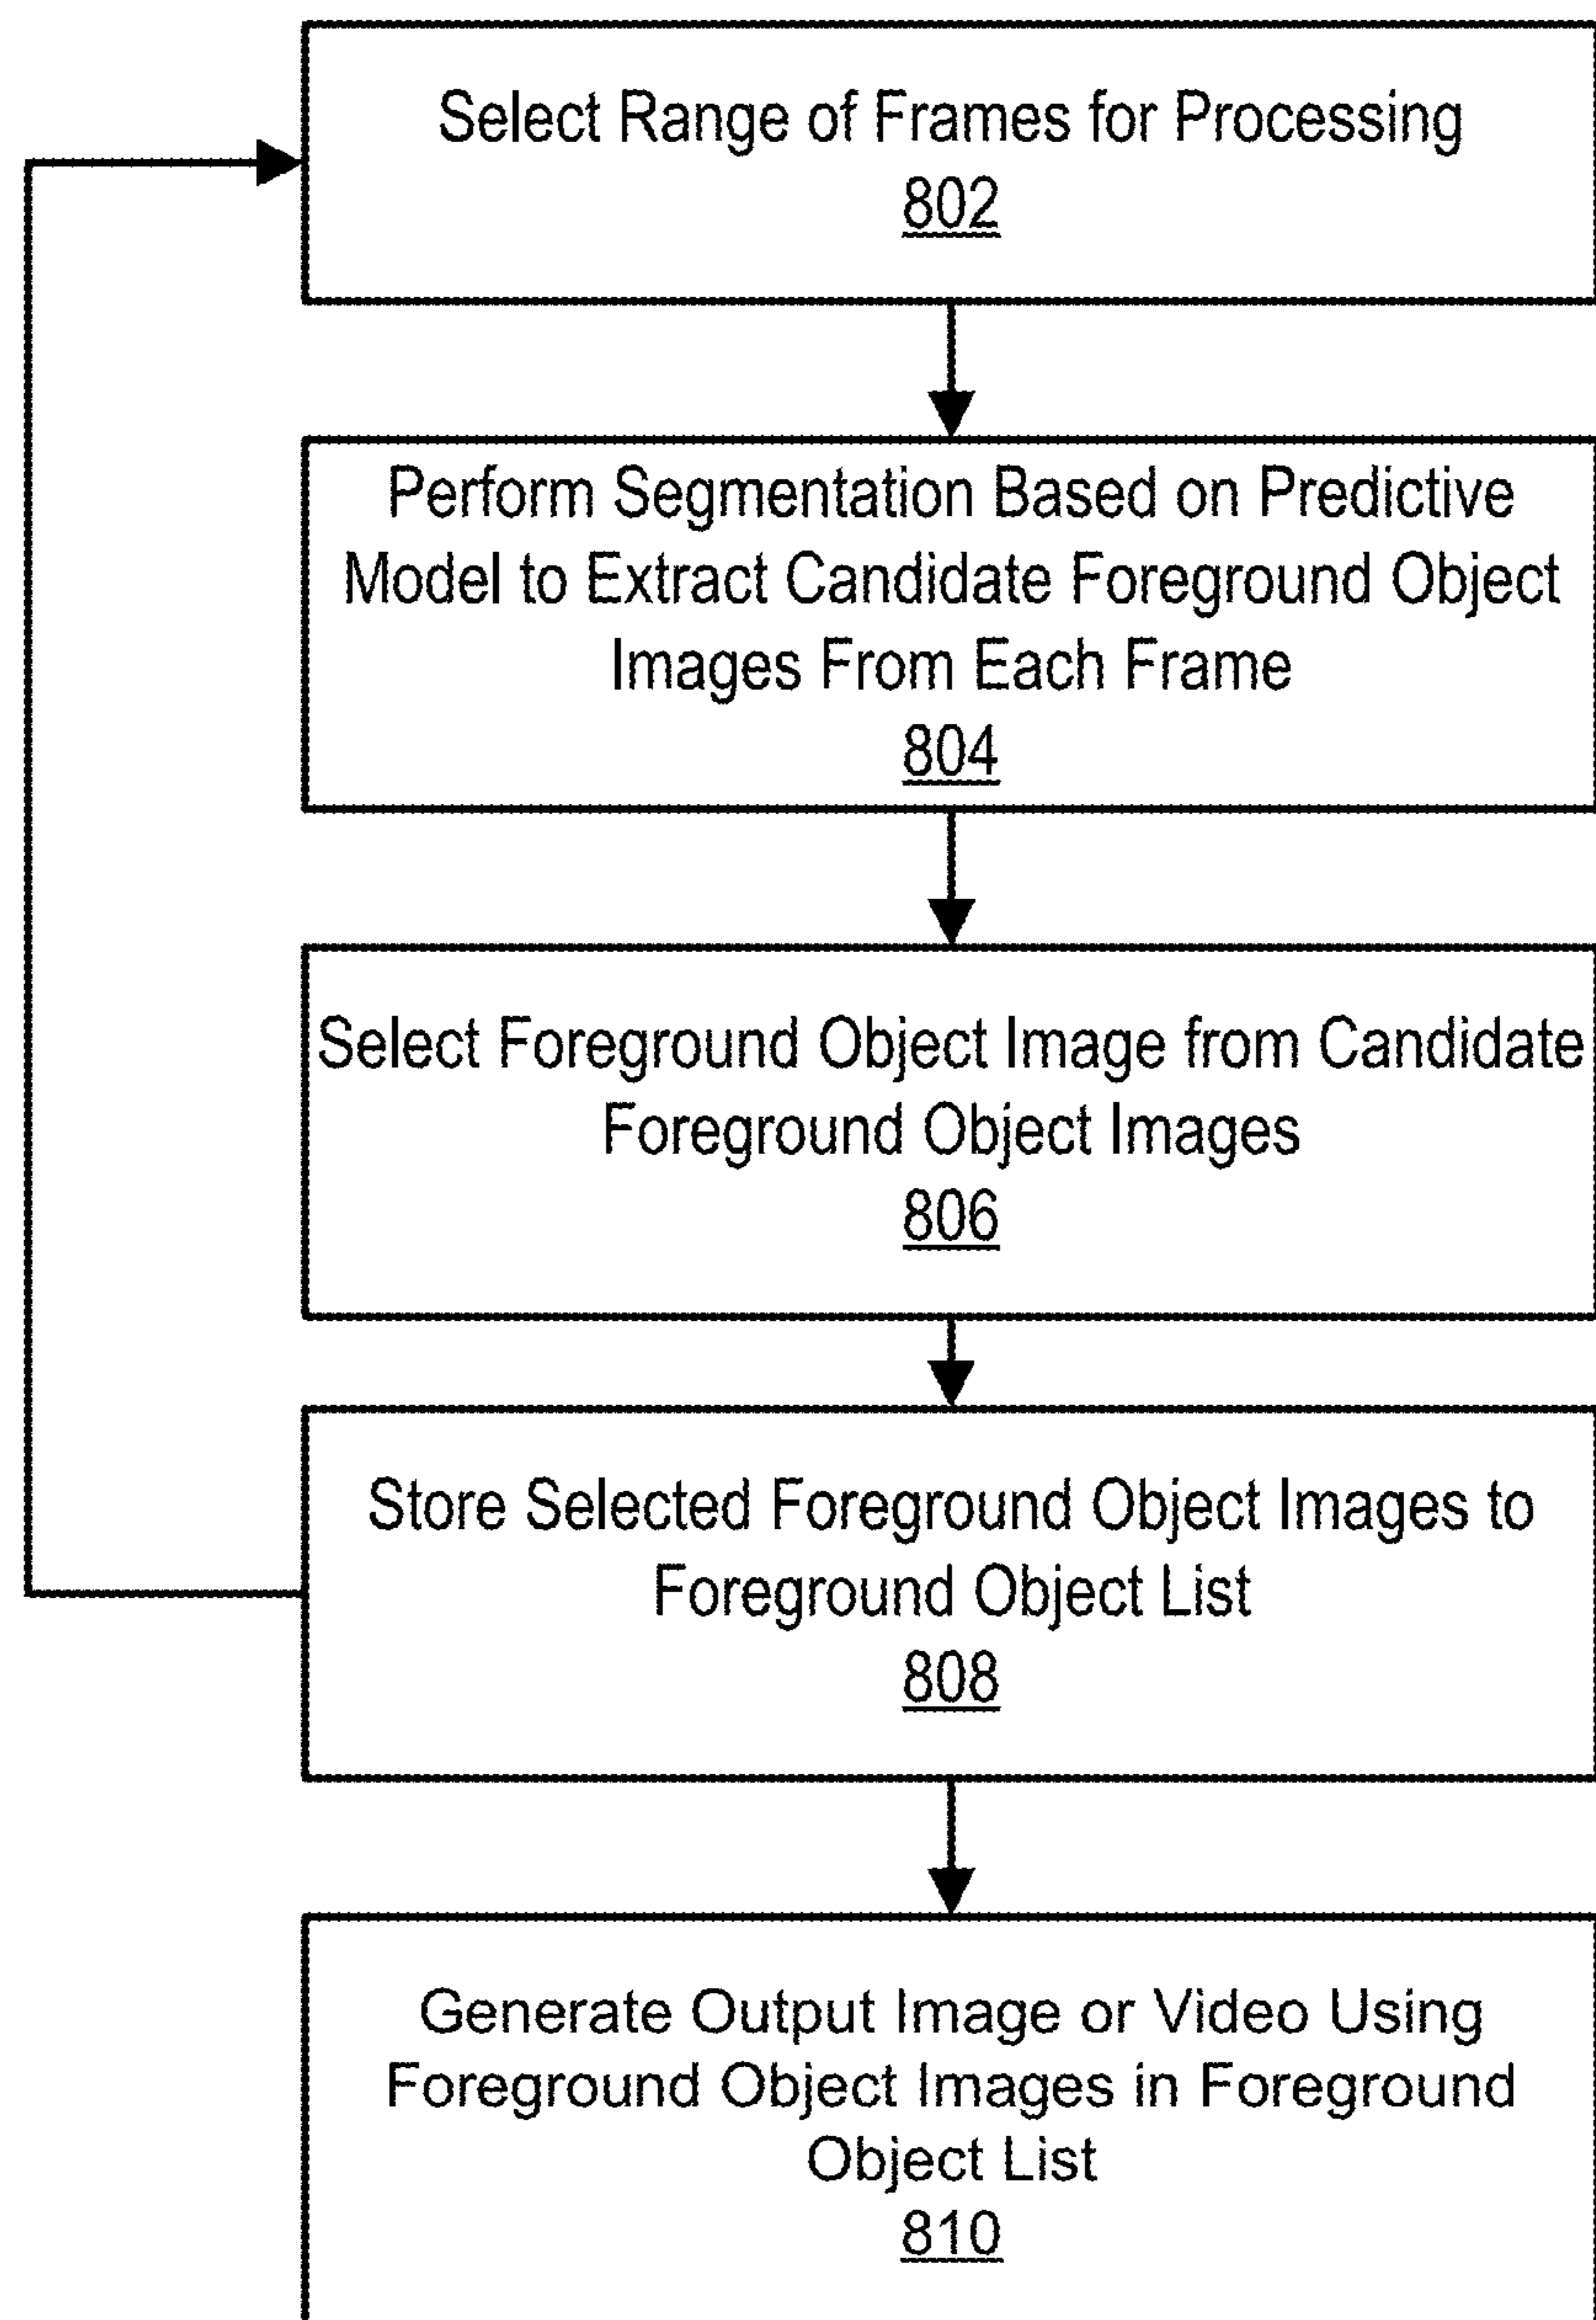 Select Range of Frames for Processing
802
Perform Segmentation Based on Predictive
Model to Extract Candidate Foreground Object
Images From Each Frame
804
Select Foreground Object Image from Candidate
Foreground Object Images
806
Store Selected Foreground Object Images to
Foreground Object List
808
Generate Output Image or Video Using
Foreground Object Images in Foreground
Object List
810